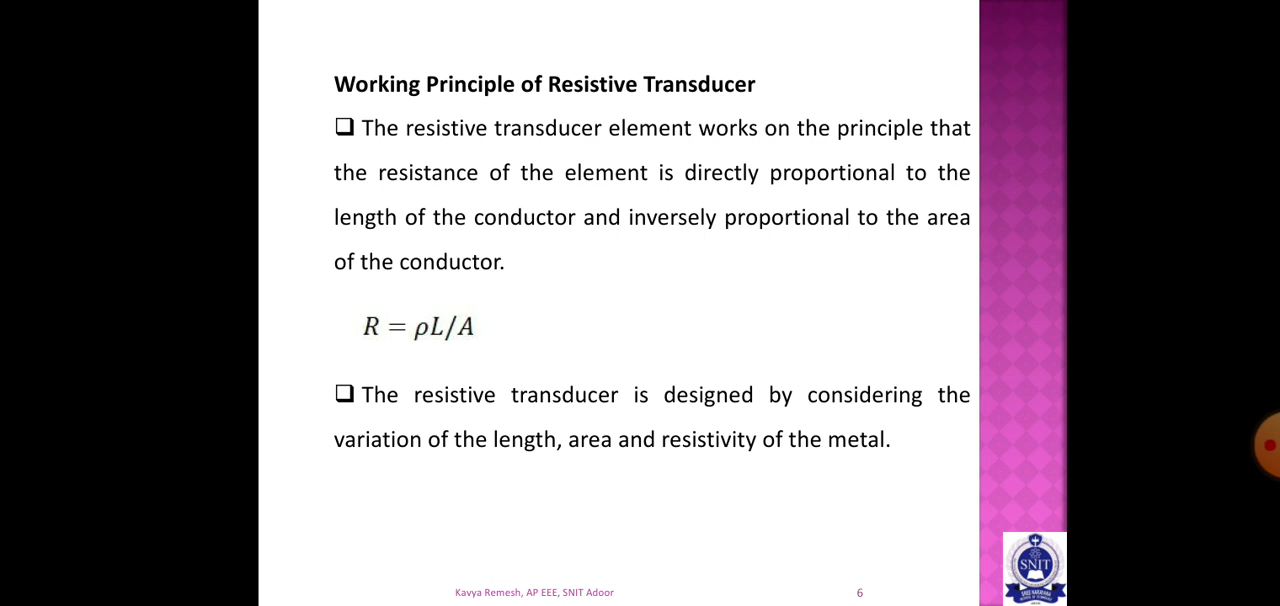 Working Principle of Resistive Transducer
❑ The resistive transducer element works on the principle that
the resistance of the element is directly proportional to the
length of the conductor and inversely proportional to the area
of the conductor.
R = ρL/A
❑ The resistive transducer is designed by considering the
variation of the length, area and resistivity of the metal.
Kavya Remesh, AP EEE, SNIT Adoor
6
SNIT